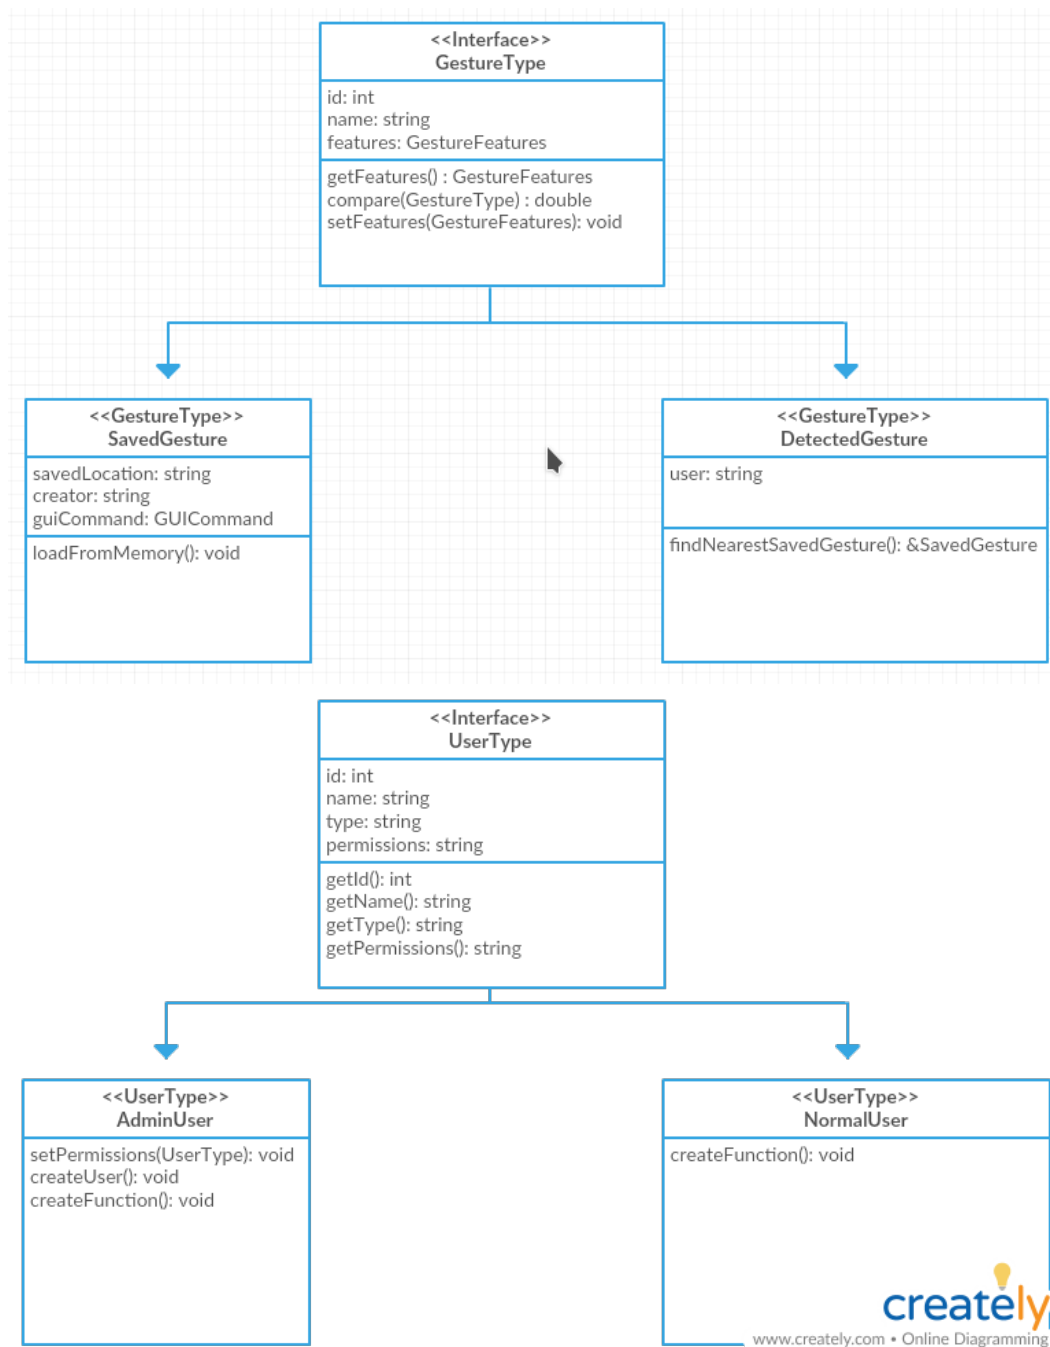 <<Interface>>
GestureType
id: int
name: string
features: GestureFeatures
getFeatures() : GestureFeatures
compare(GestureType) : double
setFeatures(GestureFeatures): void
<<GestureType>>
SavedGesture
savedLocation: string
creator: string
guiCommand: GUICommand
loadFromMemory(): void
<<GestureType>>
DetectedGesture
user: string
findNearestSavedGesture(): &SavedGesture
<<Interface>>
UserType
id: int
name: string
type: string
permissions: string
getId(): int
getName(): string
getType(): string
getPermissions(): string
<<UserType>>
AdminUser
setPermissions(UserType): void
createUser(): void
createFunction(): void
<<UserType>>
NormalUser
createFunction(): void
creately
www.creately.com • Online Diagramming